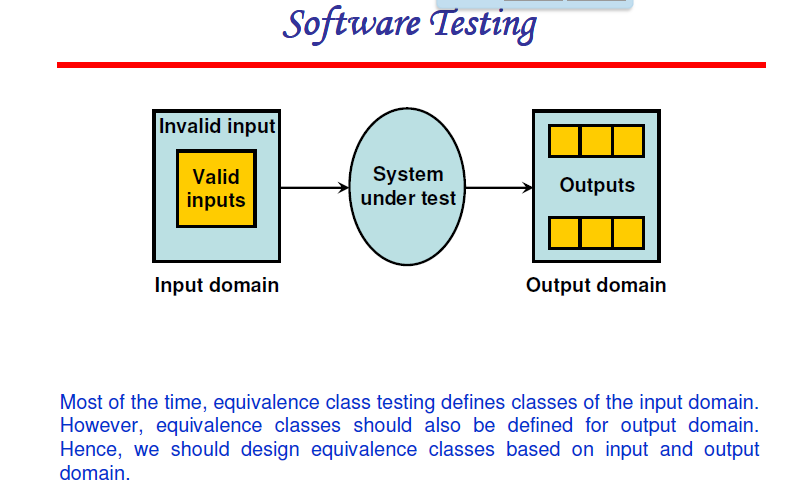 Software Testing
Invalid input
Valid
inputs
System
under test
Outputs
Input domain
Output domain
Most of the time, equivalence class testing defines classes of the input domain.
However, equivalence classes should also be defined for output domain.
Hence, we should design equivalence classes based on input and output
domain.